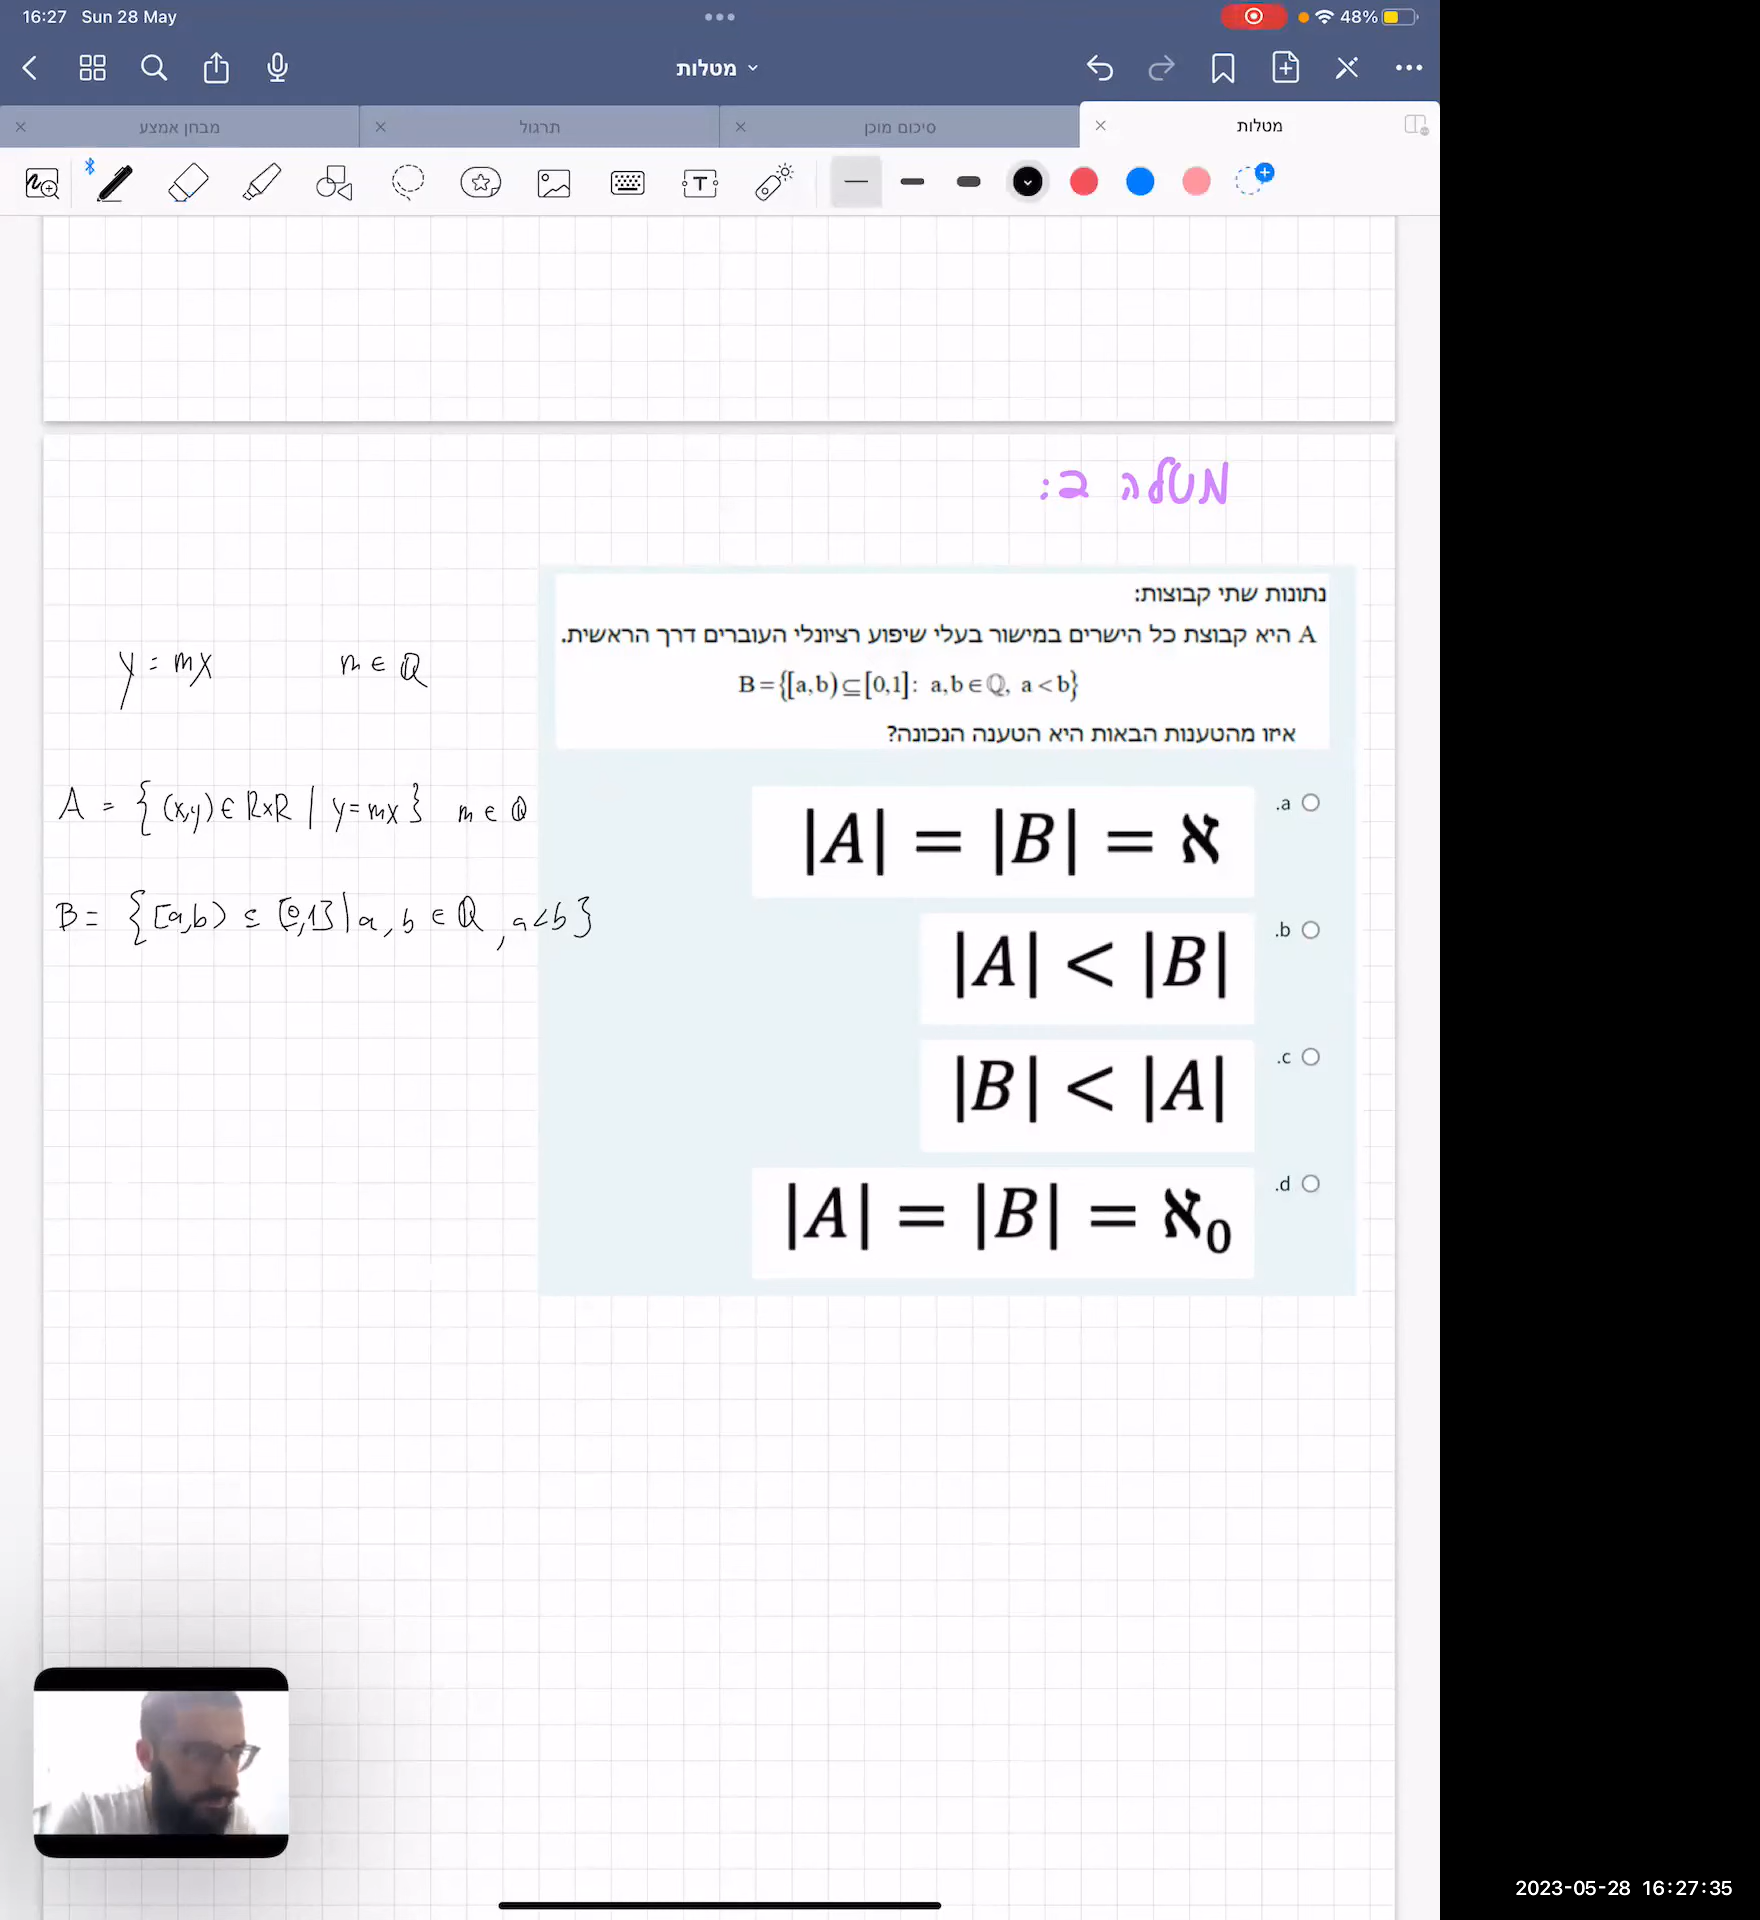 16:27 Sun 28 May
48%
מטלות
מבחן אמצע
תרגול
סיכום מוכן
מטלות
T
מטלה ב:
נתונות שתי קבוצות:
A היא קבוצת כל הישרים במישור בעלי שיפוע רציונלי העוברים דרך הראשית.
B={[a,b)⊆[0,1]: a,b∈ℚ, a<b}
איזו מהטענות הבאות היא הטענה הנכונה?
.a
|A| = |B| = ℵ
.b
|A| < |B|
.c
|B| < |A|
.d
|A| = |B| = ℵ₀
y = mx m ∈ ℚ
A = {(x,y) ∈ ℝ×ℝ | y=mx} m ∈ ℚ
B = {[a,b) ⊆ [0,1] | a, b ∈ ℚ, a<b}
2023-05-28 16:27:35